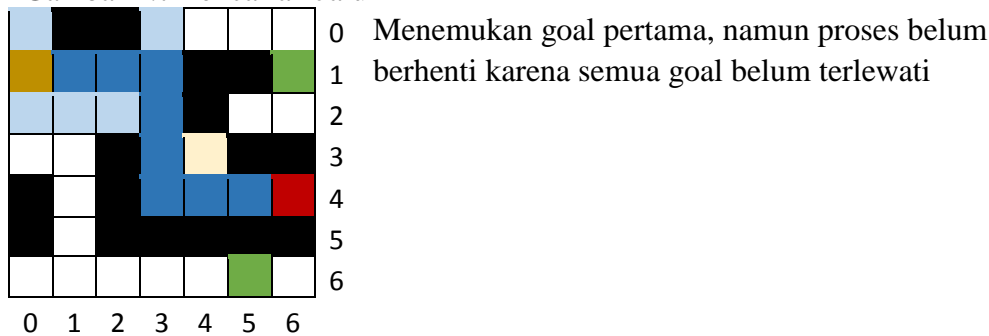 0 Menemukan goal pertama, namun proses belum
1 berhenti karena semua goal belum terlewati
2
3
4
5
6
0 1 2 3 4 5 6